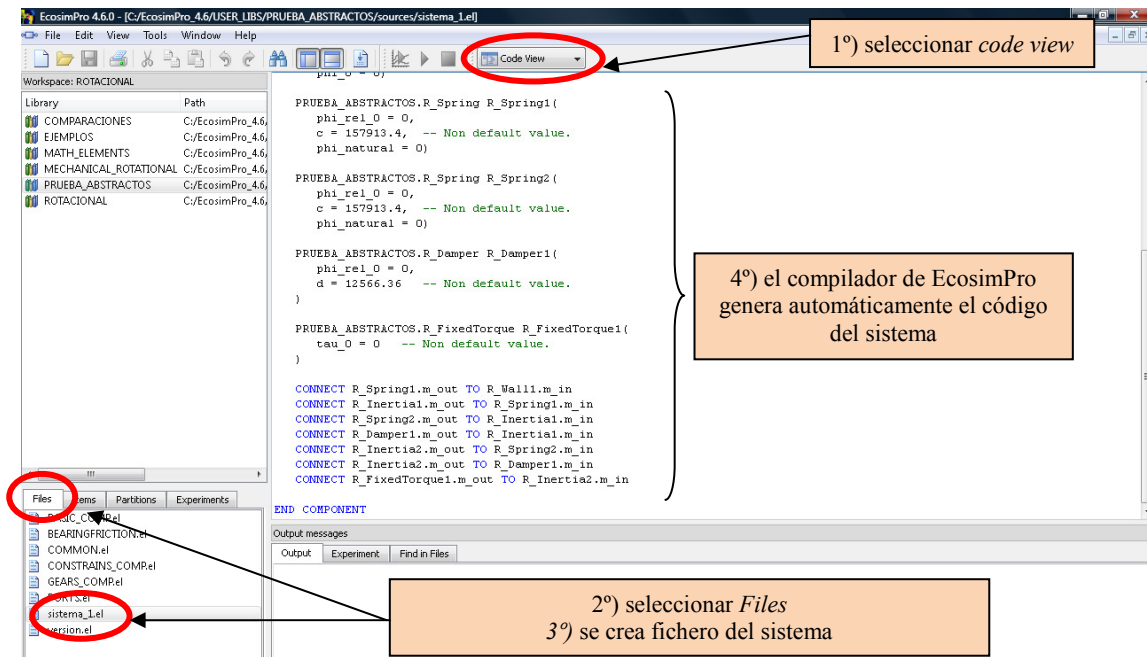 EcosimPro 4.6.0 - [C:/EcosimPro_4.6/USER_LIBS/PRUEBA_ABSTRACTOS/sources/sistema_1.el]
File Edit View Tools Window Help
1º) seleccionar code view
Code View
Workspace: ROTACIONAL
Library Path
COMPARACIONES C:/EcosimPro_4.6,
EJEMPLOS C:/EcosimPro_4.6,
MATH_ELEMENTS C:/EcosimPro_4.6,
MECHANICAL_ROTATIONAL C:/EcosimPro_4.6,
PRUEBA_ABSTRACTOS C:/EcosimPro_4.6,
ROTACIONAL C:/EcosimPro_4.6,
phi_0 = 0)
PRUEBA_ABSTRACTOS.R_Spring R_Spring1(
phi_rel_0 = 0,
c = 157913.4, -- Non default value.
phi_natural = 0)
PRUEBA_ABSTRACTOS.R_Spring R_Spring2(
phi_rel_0 = 0,
c = 157913.4, -- Non default value.
phi_natural = 0)
PRUEBA_ABSTRACTOS.R_Damper R_Damper1(
phi_rel_0 = 0,
d = 12566.36 -- Non default value.
)
PRUEBA_ABSTRACTOS.R_FixedTorque R_FixedTorque1(
tau_0 = 0 -- Non default value.
)
CONNECT R_Spring1.m_out TO R_Wall1.m_in
CONNECT R_Inertia1.m_out TO R_Spring1.m_in
CONNECT R_Spring2.m_out TO R_Inertia1.m_in
CONNECT R_Damper1.m_out TO R_Inertia1.m_in
CONNECT R_Inertia2.m_out TO R_Spring2.m_in
CONNECT R_Inertia2.m_out TO R_Damper1.m_in
CONNECT R_FixedTorque1.m_out TO R_Inertia2.m_in
END COMPONENT
4º) el compilador de EcosimPro
genera automáticamente el código
del sistema
Files Items Partitions Experiments
BASIC_COMP.el
BEARINGFRICTION.el
COMMON.el
CONSTRAINS_COMP.el
GEARS_COMP.el
PORTS.el
sistema_1.el
version.el
Output messages
Output Experiment Find in Files
2º) seleccionar Files
3º) se crea fichero del sistema